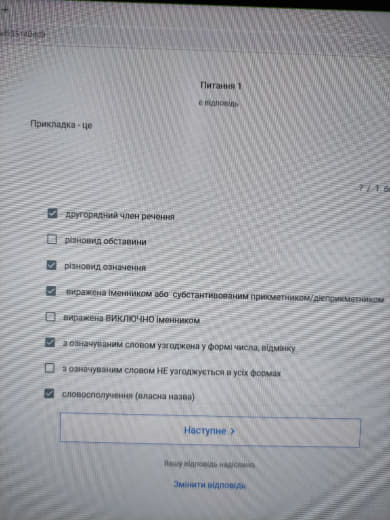 Питання 1
є відповідь
Прикладка - це
? / 1
другорядний член речення
різновид обставини
різновид означення
виражена іменником або субстантивованим прикметником/дієприкметником
виражена ВИКЛЮЧНО іменником
з означуваним словом узгоджена у формі числа, відмінку
з означуваним словом НЕ узгоджується в усіх формах
словосполучення (власна назва)
Наступне >
Вашу відповідь надіслано
Змінити відповідь